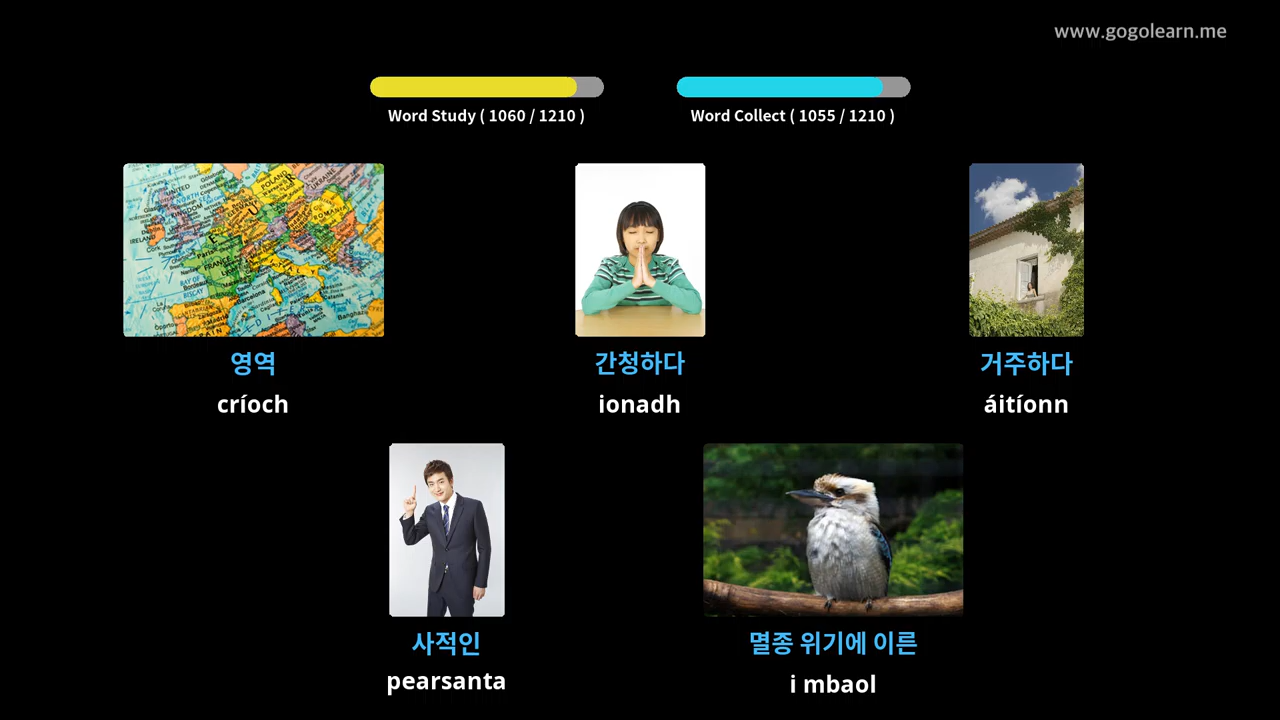 www.gogolearn.me
Word Study ( 1060 / 1210 )
Word Collect ( 1055 / 1210 )
영역
críoch
간청하다
ionadh
거주하다
áitíonn
사적인
pearsanta
멸종 위기에 이른
i mbaol